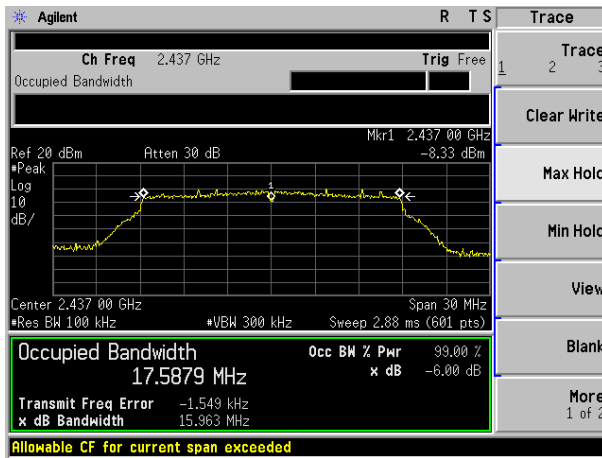 Agilent R T S Trace
Ch Freq 2.437 GHz Trig Free
Occupied Bandwidth
Trace
1 2 3
Clear Write
Max Hold
Min Hold
View
Blank
More
1 of 2
Mkr1 2.437 00 GHz
Ref 20 dBm Atten 30 dB -8.33 dBm
#Peak
Log
10
dB/
1
Center 2.437 00 GHz Span 30 MHz
#Res BW 100 kHz #VBW 300 kHz Sweep 2.88 ms (601 pts)
Occupied Bandwidth Occ BW % Pwr 99.00 %
17.5879 MHz x dB -6.00 dB
Transmit Freq Error -1.549 kHz
x dB Bandwidth 15.963 MHz
Allowable CF for current span exceeded